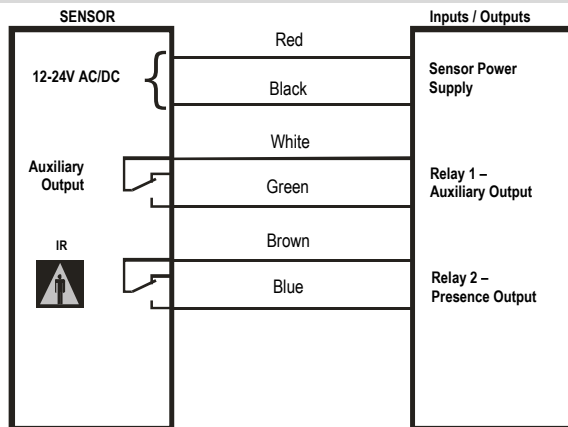 SENSOR
Inputs / Outputs
Red
12-24V AC/DC
Sensor Power
Supply
Black
White
Auxiliary
Output
Relay 1 –
Auxiliary Output
Green
Brown
IR
Blue
Relay 2 –
Presence Output